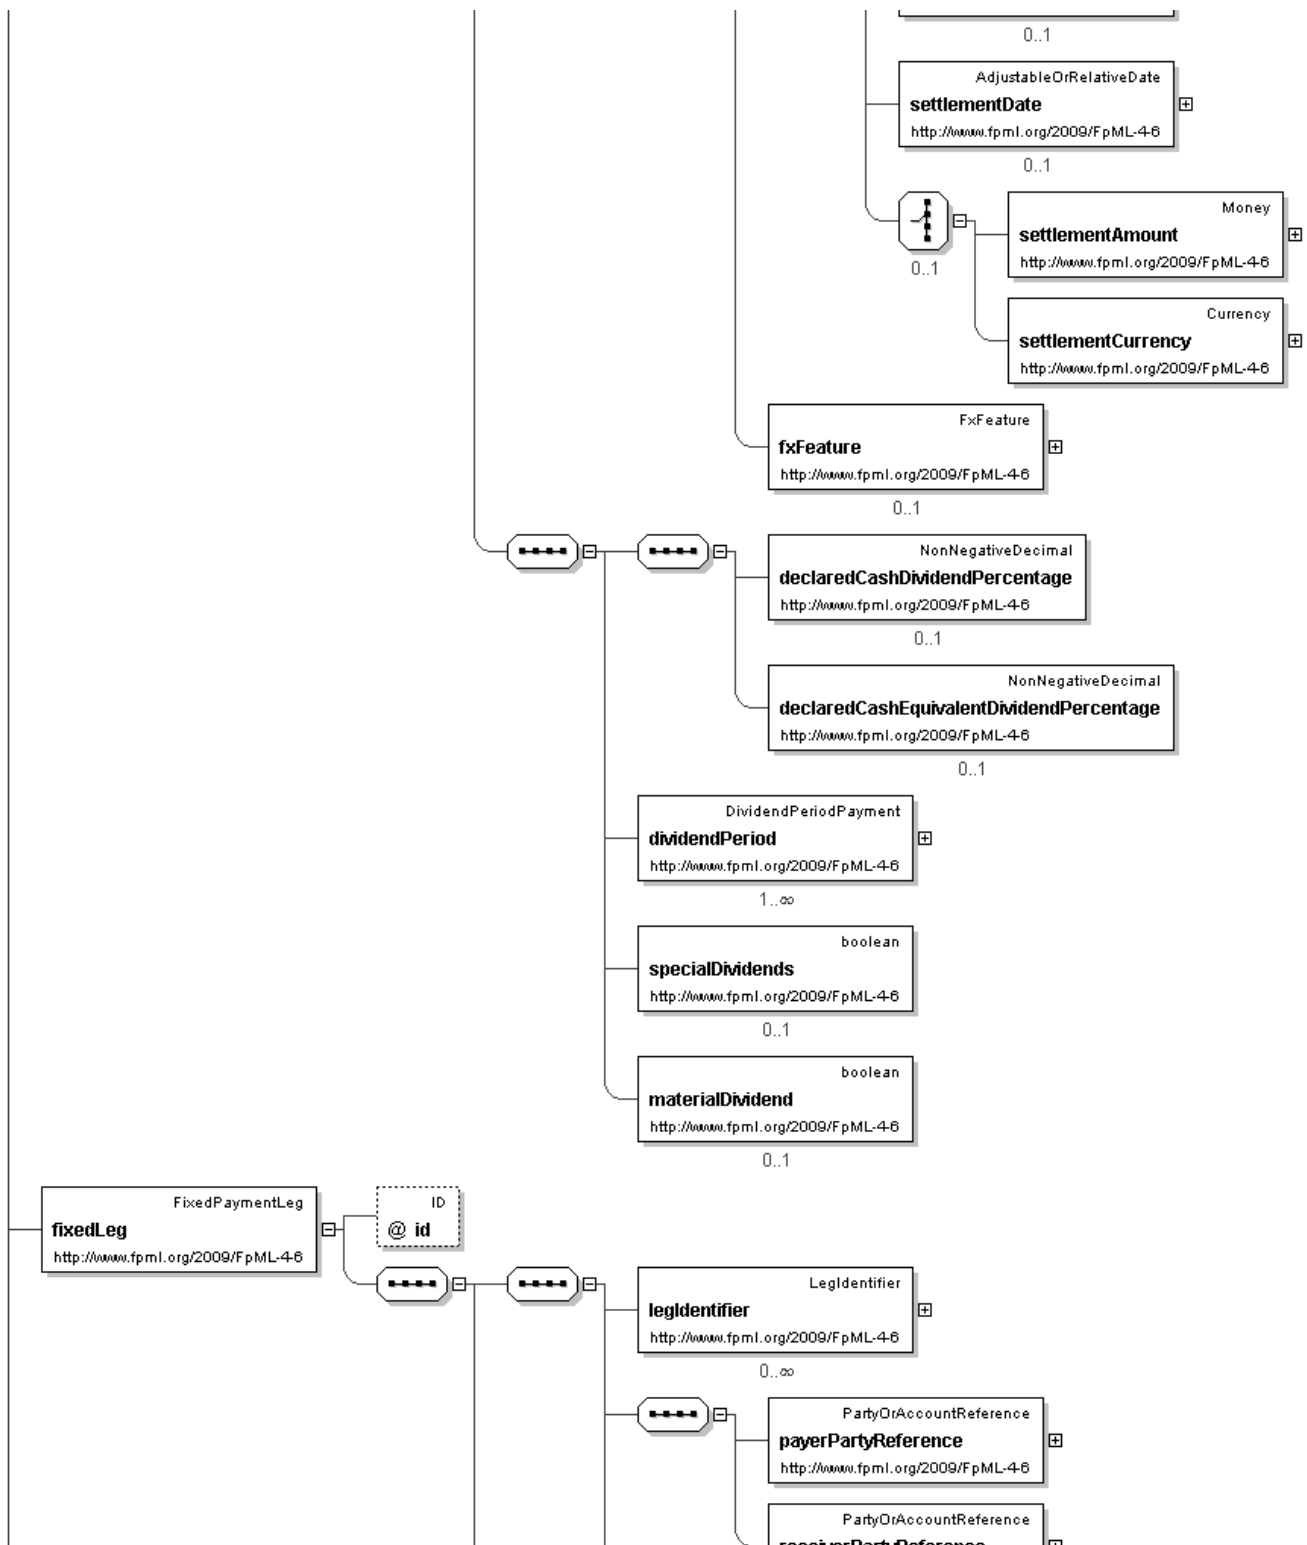 0..1
AdjustableOrRelativeDate
settlementDate
http://www.fpml.org/2009/FpML-4-6
0..1
Money
settlementAmount
http://www.fpml.org/2009/FpML-4-6
0..1
Currency
settlementCurrency
http://www.fpml.org/2009/FpML-4-6
FxFeature
fxFeature
http://www.fpml.org/2009/FpML-4-6
0..1
NonNegativeDecimal
declaredCashDividendPercentage
http://www.fpml.org/2009/FpML-4-6
0..1
NonNegativeDecimal
declaredCashEquivalentDividendPercentage
http://www.fpml.org/2009/FpML-4-6
0..1
DividendPeriodPayment
dividendPeriod
http://www.fpml.org/2009/FpML-4-6
1..∞
boolean
specialDividends
http://www.fpml.org/2009/FpML-4-6
0..1
boolean
materialDividend
http://www.fpml.org/2009/FpML-4-6
0..1
FixedPaymentLeg
fixedLeg
http://www.fpml.org/2009/FpML-4-6
ID
@ id
LegIdentifier
legIdentifier
http://www.fpml.org/2009/FpML-4-6
0..∞
PartyOrAccountReference
payerPartyReference
http://www.fpml.org/2009/FpML-4-6
PartyOrAccountReference
receiverPartyReference